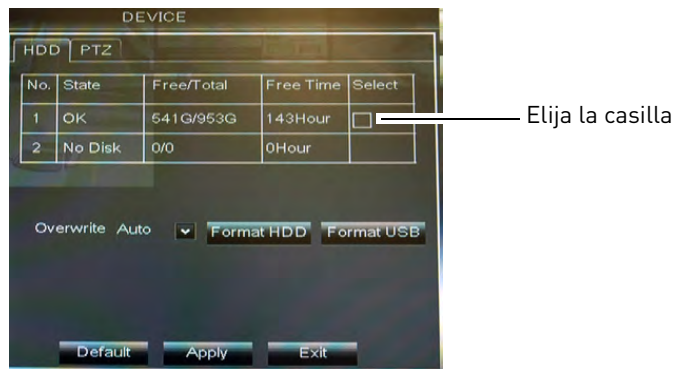 DEVICE
HDD PTZ
No. State Free/Total Free Time Select
1 OK 541G/953G 143Hour
2 No Disk 0/0 0Hour
Elija la casilla
Overwrite Auto Format HDD Format USB
Default Apply Exit